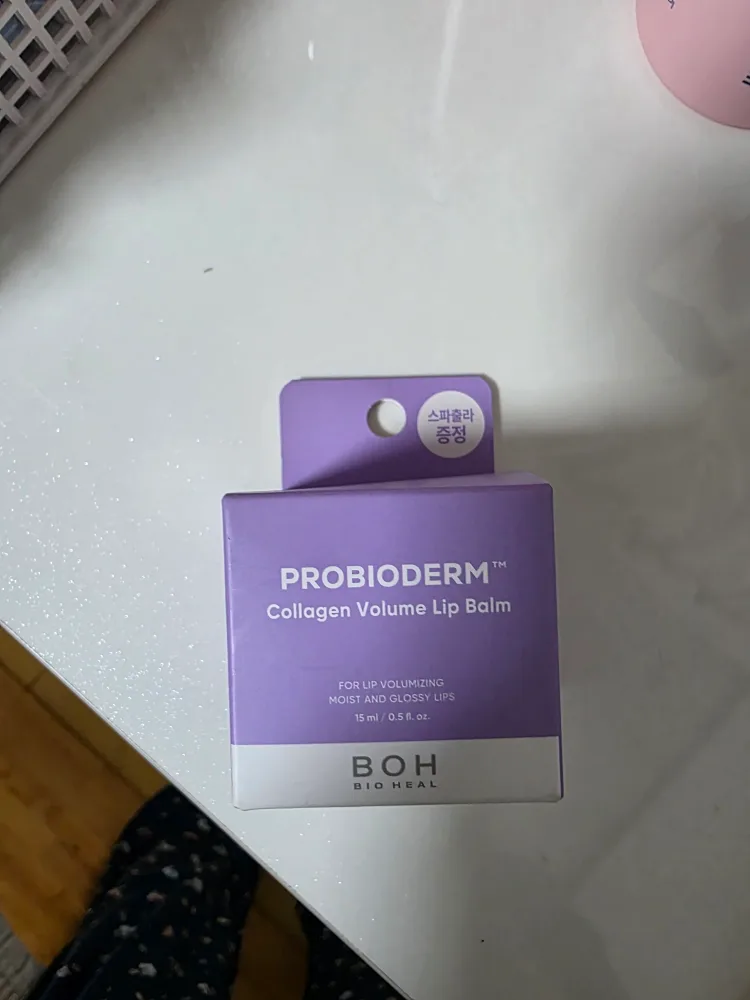 스파츌라
증정
PROBIODERM™
Collagen Volume Lip Balm
FOR LIP VOLUMIZING
MOIST AND GLOSSY LIPS
15 ml / 0.5 fl. oz.
BOH
BIO HEAL